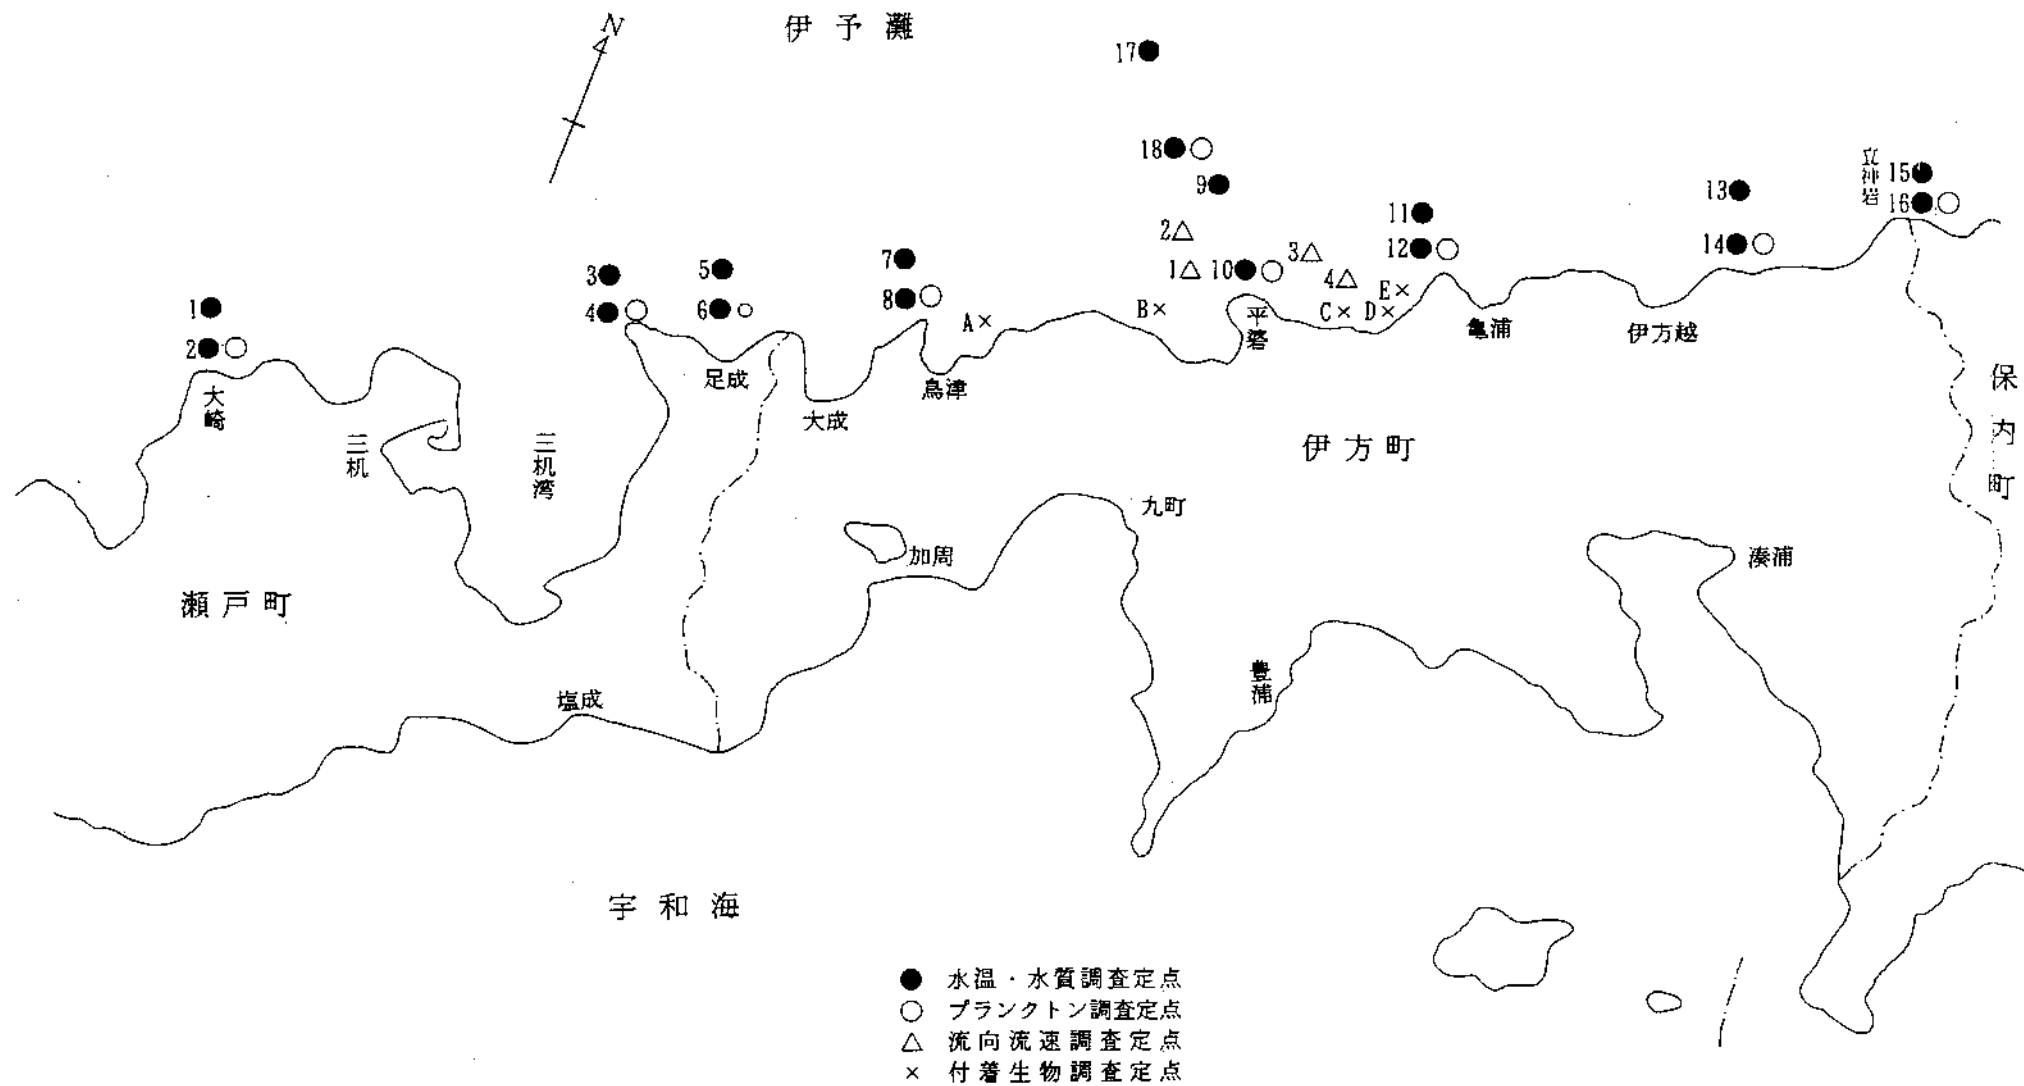 N
伊予灘
17
18
9
2
1
10
3
4
11
12
E
13
立神岩
15
16
14
1
2
3
4
5
6
7
8
A×
B×
C×
D×
大崎
三机
三机湾
足成
大成
鳥津
平碆
亀浦
伊方越
保内町
伊方町
九町
加周
湊浦
瀬戸町
塩成
豊浦
宇和海
● 水温・水質調査定点
○ プランクトン調査定点
△ 流向流速調査定点
× 付着生物調査定点